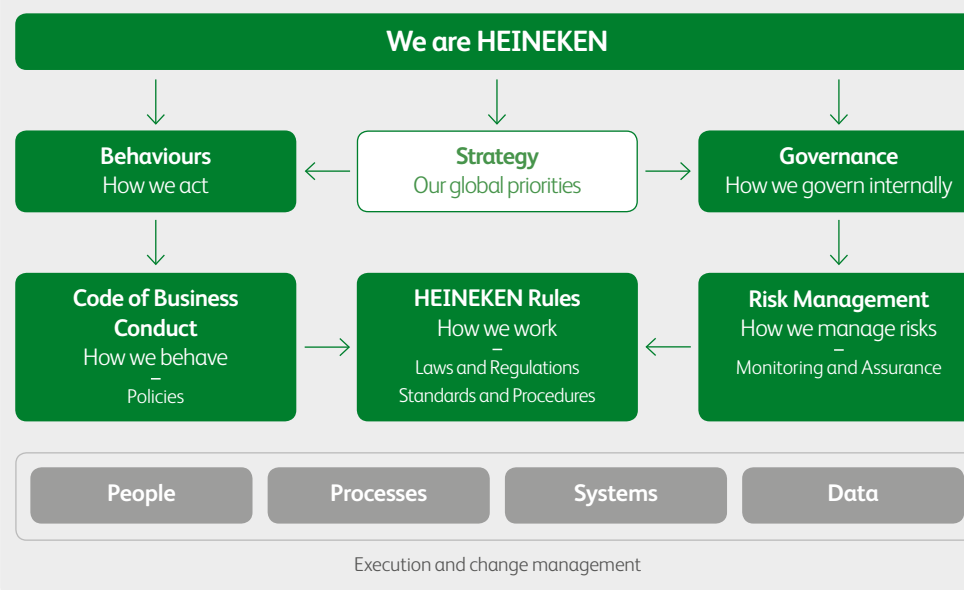 We are HEINEKEN
Behaviours
How we act
Strategy
Our global priorities
Governance
How we govern internally
Code of Business
Conduct
How we behave
–
Policies
HEINEKEN Rules
How we work
–
Laws and Regulations
Standards and Procedures
Risk Management
How we manage risks
–
Monitoring and Assurance
People
Processes
Systems
Data
Execution and change management